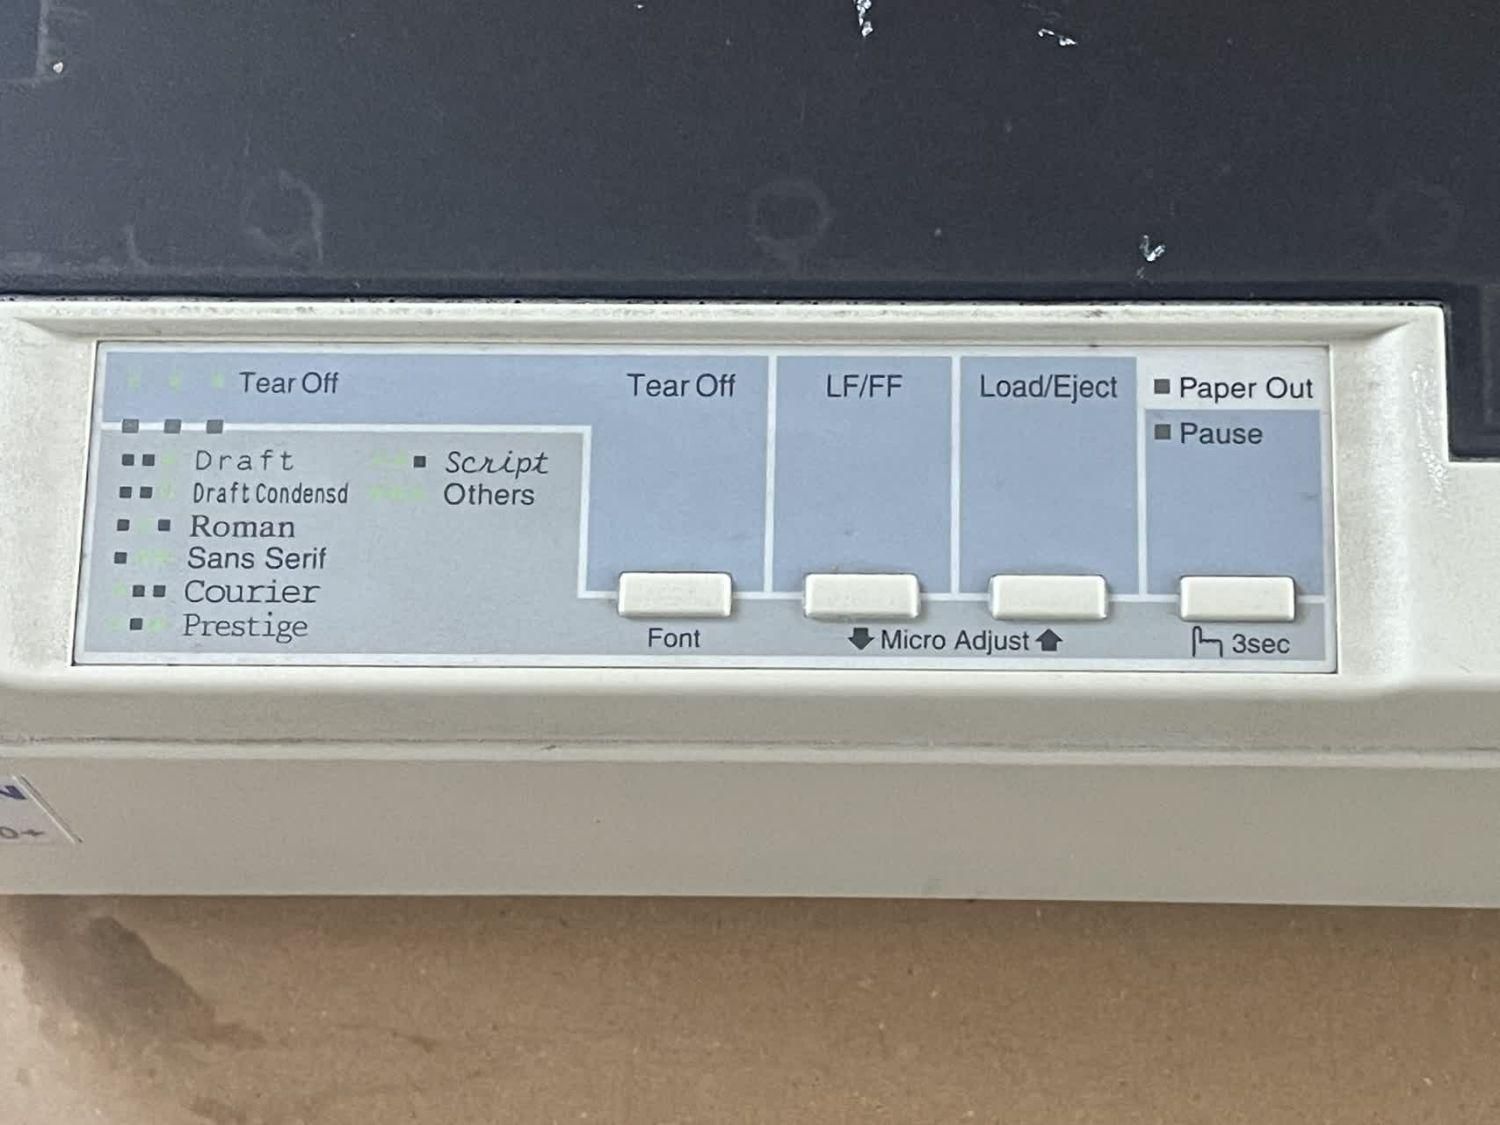 Tear Off Tear Off LF/FF Load/Eject Paper Out
Pause
Draft Script
Draft Condensd Others
Roman
Sans Serif
Courier
Prestige
Font Micro Adjust 3sec